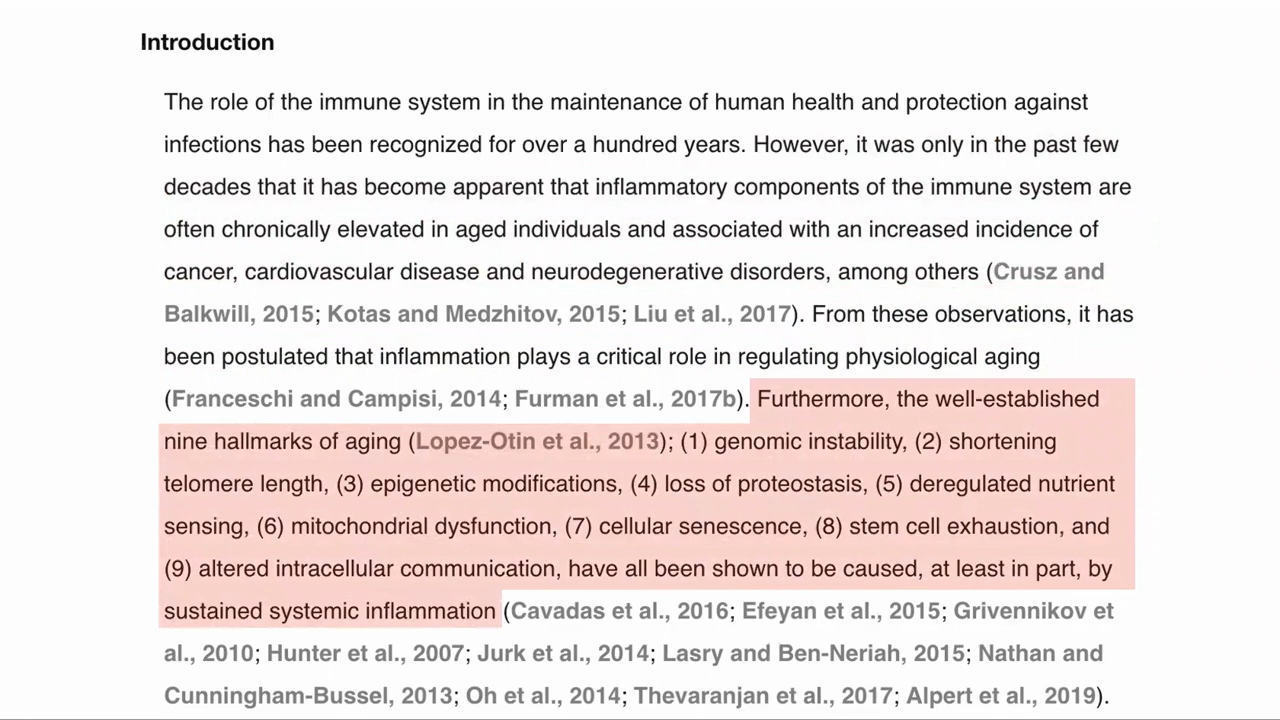 Introduction
The role of the immune system in the maintenance of human health and protection against
infections has been recognized for over a hundred years. However, it was only in the past few
decades that it has become apparent that inflammatory components of the immune system are
often chronically elevated in aged individuals and associated with an increased incidence of
cancer, cardiovascular disease and neurodegenerative disorders, among others (Crusz and
Balkwill, 2015; Kotas and Medzhitov, 2015; Liu et al., 2017). From these observations, it has
been postulated that inflammation plays a critical role in regulating physiological aging
(Franceschi and Campisi, 2014; Furman et al., 2017b). Furthermore, the well-established
nine hallmarks of aging (Lopez-Otin et al., 2013); (1) genomic instability, (2) shortening
telomere length, (3) epigenetic modifications, (4) loss of proteostasis, (5) deregulated nutrient
sensing, (6) mitochondrial dysfunction, (7) cellular senescence, (8) stem cell exhaustion, and
(9) altered intracellular communication, have all been shown to be caused, at least in part, by
sustained systemic inflammation (Cavadas et al., 2016; Efeyan et al., 2015; Grivennikov et
al., 2010; Hunter et al., 2007; Jurk et al., 2014; Lasry and Ben-Neriah, 2015; Nathan and
Cunningham-Bussel, 2013; Oh et al., 2014; Thevaranjan et al., 2017; Alpert et al., 2019).